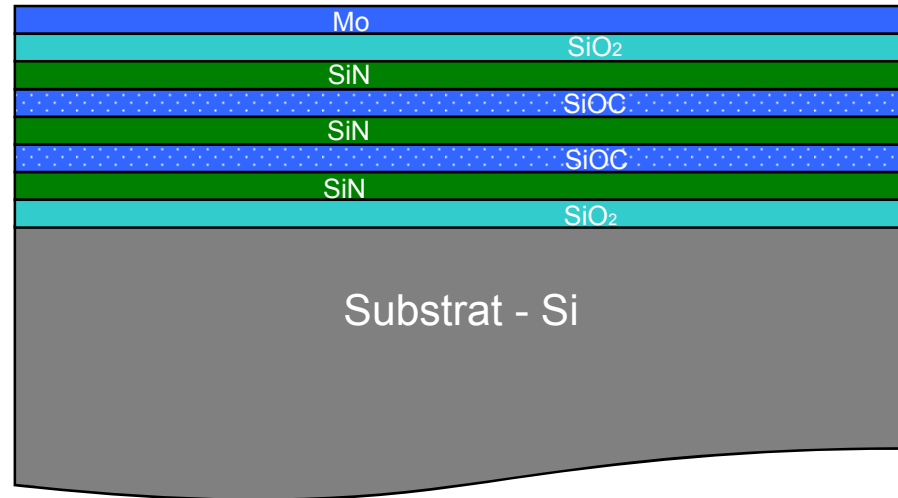 Mo
SiO2
SiN
SiOC
SiN
SiOC
SiN
SiO2
Substrat - Si